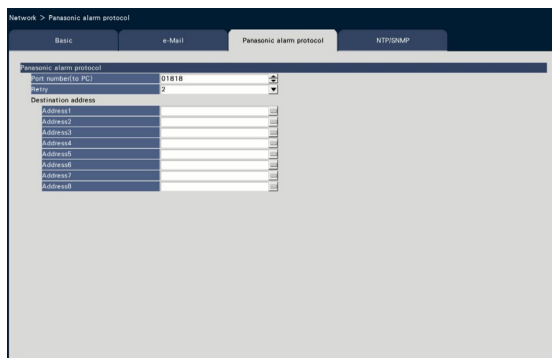 Network > Panasonic alarm protocol
Basic e-Mail Panasonic alarm protocol NTP/SNMP
Panasonic alarm protocol
Port number(to PC) 01818
Retry 2
Destination address
Address1
Address2
Address3
Address4
Address5
Address6
Address7
Address8